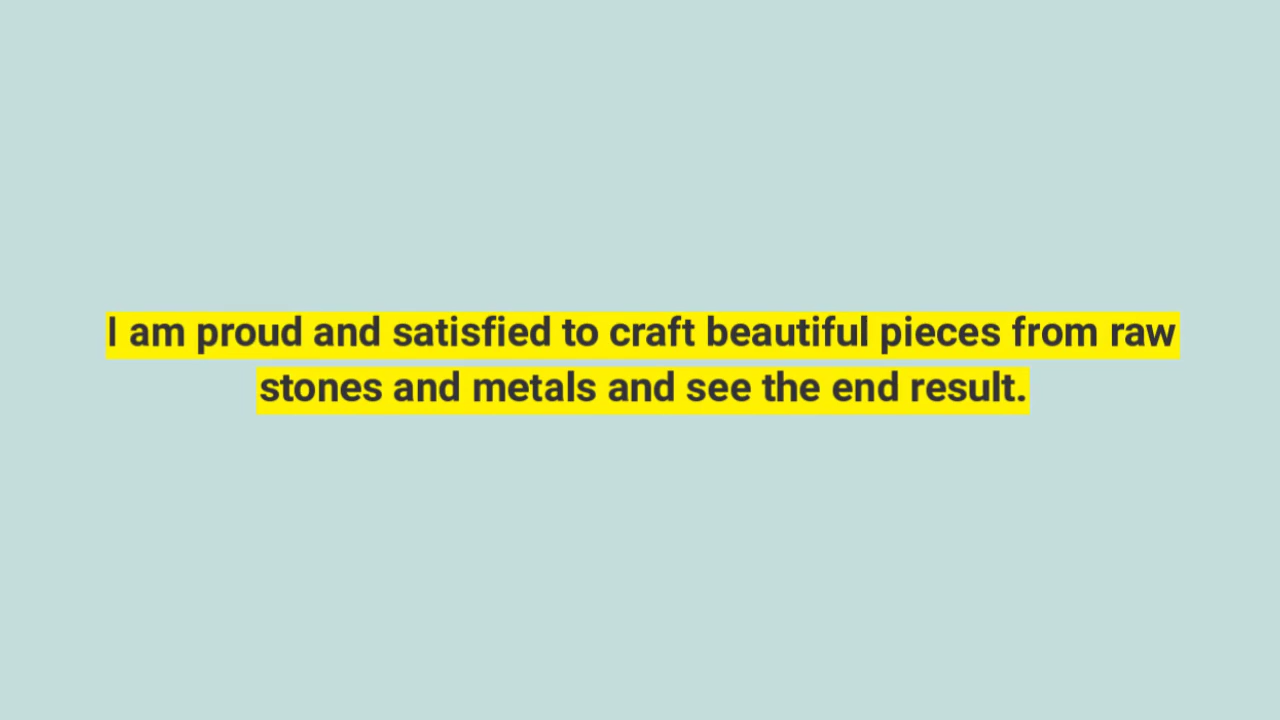 I am proud and satisfied to craft beautiful pieces from raw
stones and metals and see the end result.